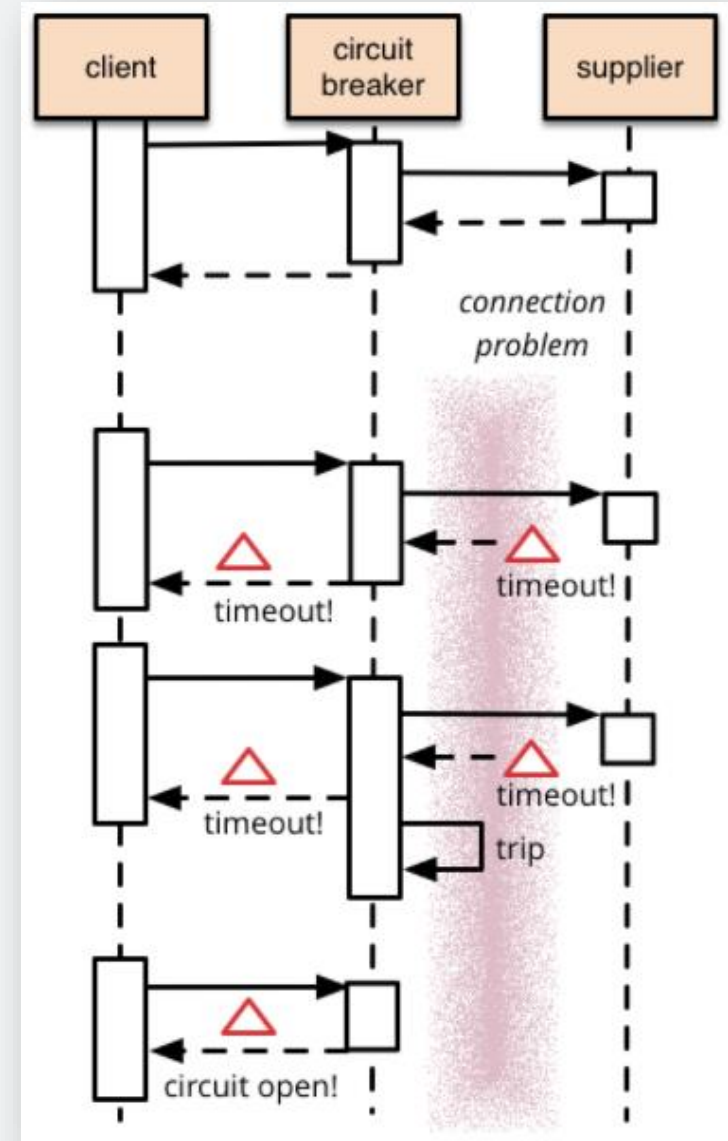 client
circuit
breaker
supplier
connection
problem
timeout!
timeout!
timeout!
timeout!
trip
circuit open!